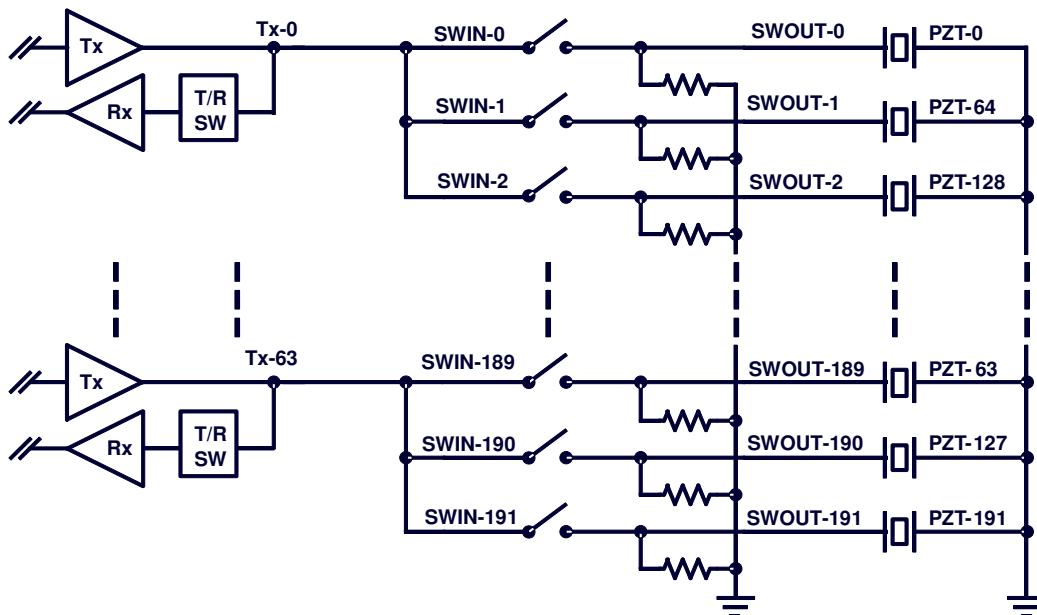 Tx-0
Tx SWIN-0 SWOUT-0 PZT-0
Rx T/R SW SWIN-1 SWOUT-1 PZT-64
SWIN-2 SWOUT-2 PZT-128
Tx-63
Tx SWIN-189 SWOUT-189 PZT-63
Rx T/R SW SWIN-190 SWOUT-190 PZT-127
SWIN-191 SWOUT-191 PZT-191